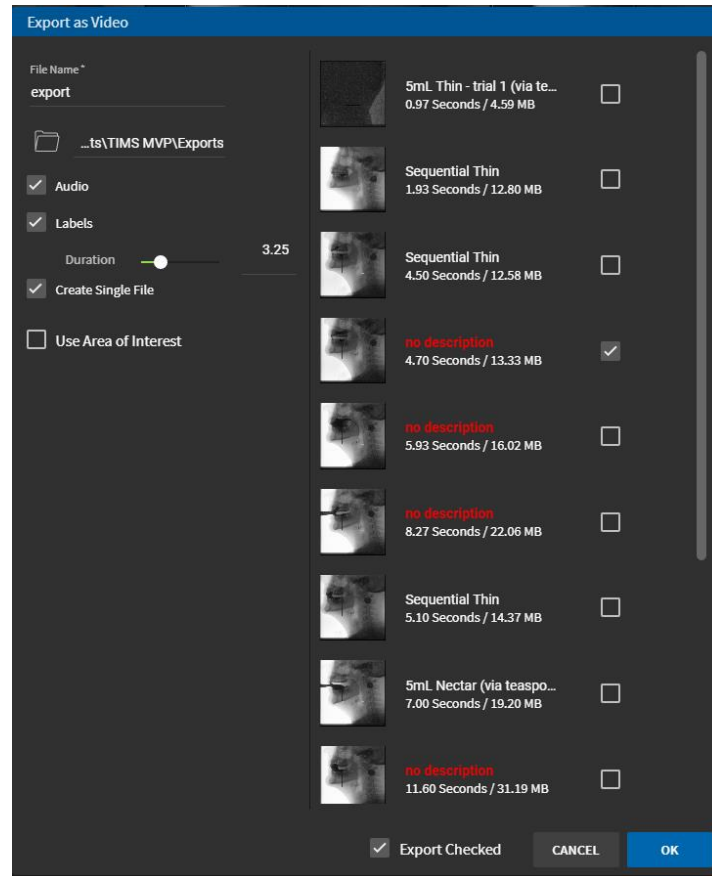 Export as Video
File Name*
export
...ts\TIMS MVP\Exports
Audio
Labels
Duration
3.25
Create Single File
Use Area of Interest
5mL Thin - trial 1 (via te...
0.97 Seconds / 4.59 MB
Sequential Thin
1.93 Seconds / 12.80 MB
Sequential Thin
4.50 Seconds / 12.58 MB
no description
4.70 Seconds / 13.33 MB
no description
5.93 Seconds / 16.02 MB
no description
8.27 Seconds / 22.06 MB
Sequential Thin
5.10 Seconds / 14.37 MB
5mL Nectar (via teaspo...
7.00 Seconds / 19.20 MB
no description
11.60 Seconds / 31.19 MB
Export Checked
CANCEL
OK